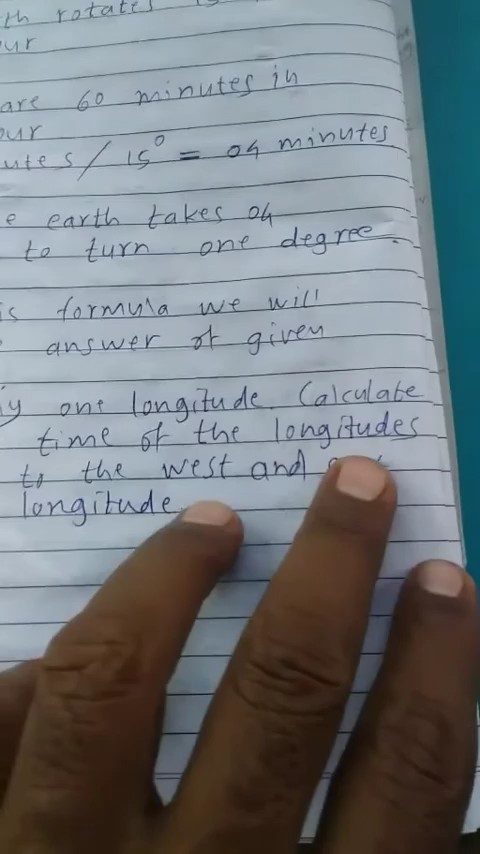 th rotates
ur
are 60 minutes in
our
utes / 15° = 04 minutes
e earth takes 04
to turn one degree.
is formula we will
answer of given
y one longitude. Calculate
time of the longitudes
to the west and
longitude